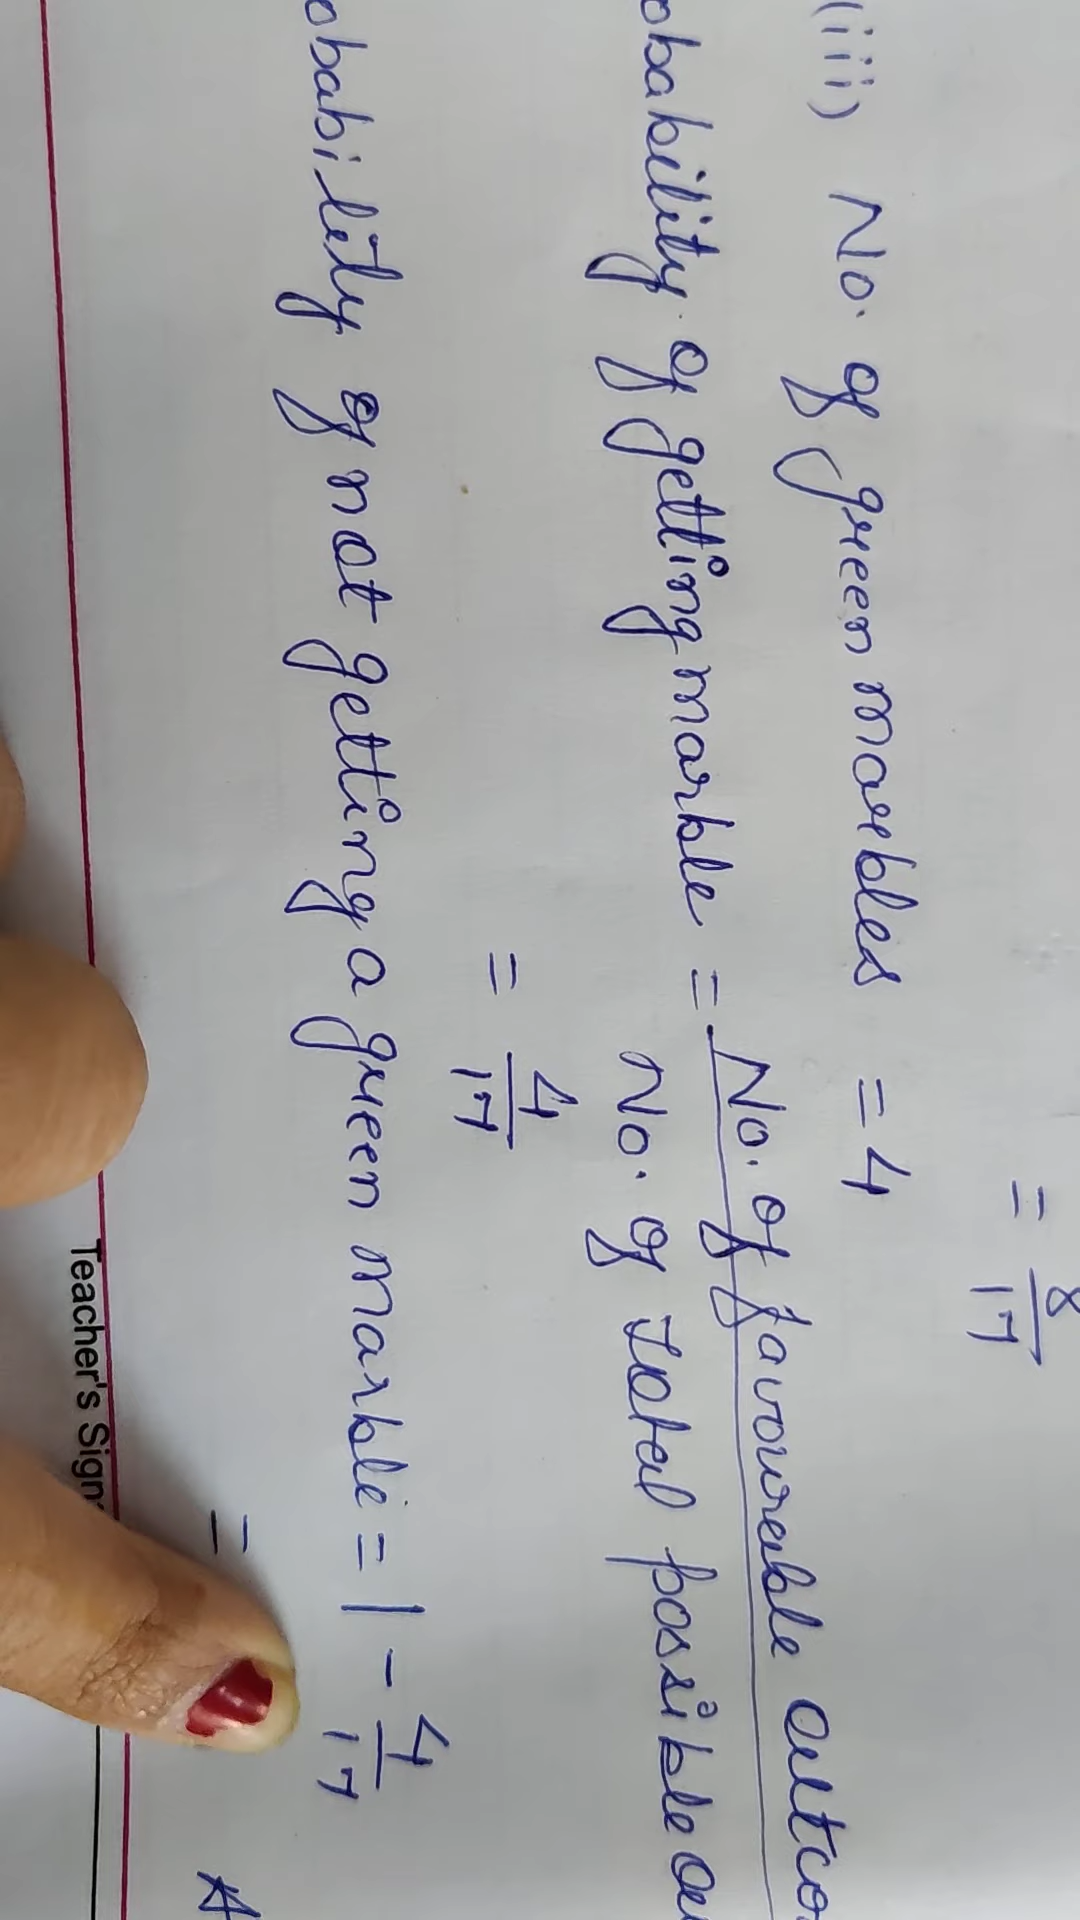 = 8/17
(iii) No. of green marbles = 4
obability of getting marble = No. of favourable outco
No. of total possible ou
= 4/17
obability of not getting a green marble = 1 - 4/17
=
Teacher's Sign